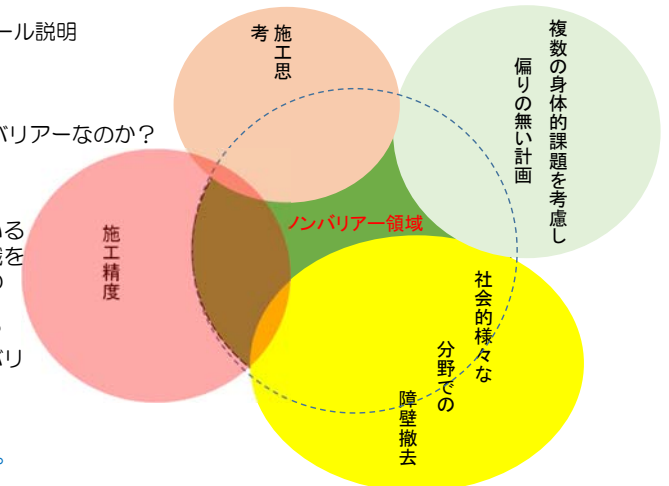 ール説明
バリアーなのか？
いる
を
バリ
。
施工思
考
複数の身体的課題を考慮し
偏りの無い計画
施工精度
ノンバリアー領域
社会的様々な
分野での
障壁撤去